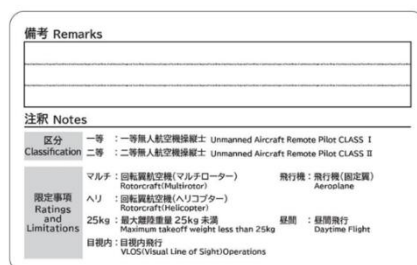 備考 Remarks
注釈 Notes
区分 一等 : 一等無人航空機操縦士 Unmanned Aircraft Remote Pilot CLASS Ⅰ
Classification 二等 : 二等無人航空機操縦士 Unmanned Aircraft Remote Pilot CLASS Ⅱ
マルチ : 回転翼航空機(マルチローター) 飛行機 : 飛行機(固定翼)
Rotorcraft(Multirotor) Aeroplane
限定事項 ヘリ : 回転翼航空機(ヘリコプター)
Ratings Rotorcraft(Helicopter)
and 25kg : 最大離陸重量 25kg 未満 昼間 : 昼間飛行
Limitations Maximum takeoff weight less than 25kg Daytime Flight
目視内 : 目視内飛行
VLOS(Visual Line of Sight)Operations